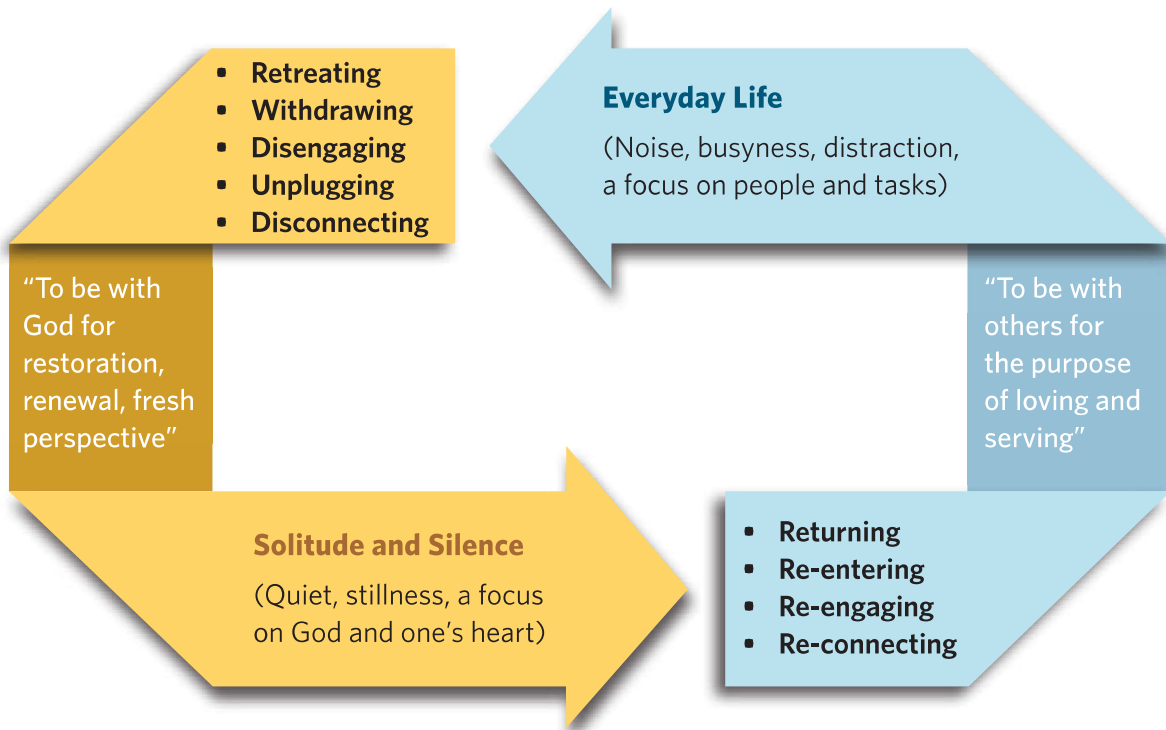 ▪ Retreating
▪ Withdrawing
▪ Disengaging
▪ Unplugging
▪ Disconnecting
Everyday Life
(Noise, busyness, distraction,
a focus on people and tasks)
“To be with
God for
restoration,
renewal, fresh
perspective”
“To be with
others for
the purpose
of loving and
serving”
Solitude and Silence
(Quiet, stillness, a focus
on God and one’s heart)
▪ Returning
▪ Re-entering
▪ Re-engaging
▪ Re-connecting